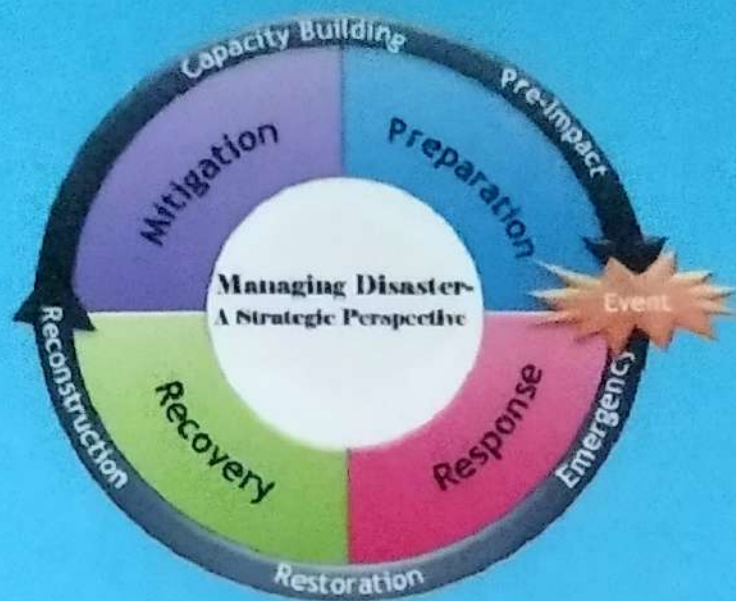 Capacity Building
Pre-Impact
Mitigation
Preparation
Managing Disaster-
A Strategic Perspective
Event
Reconstruction
Recovery
Response
Emergency
Restoration